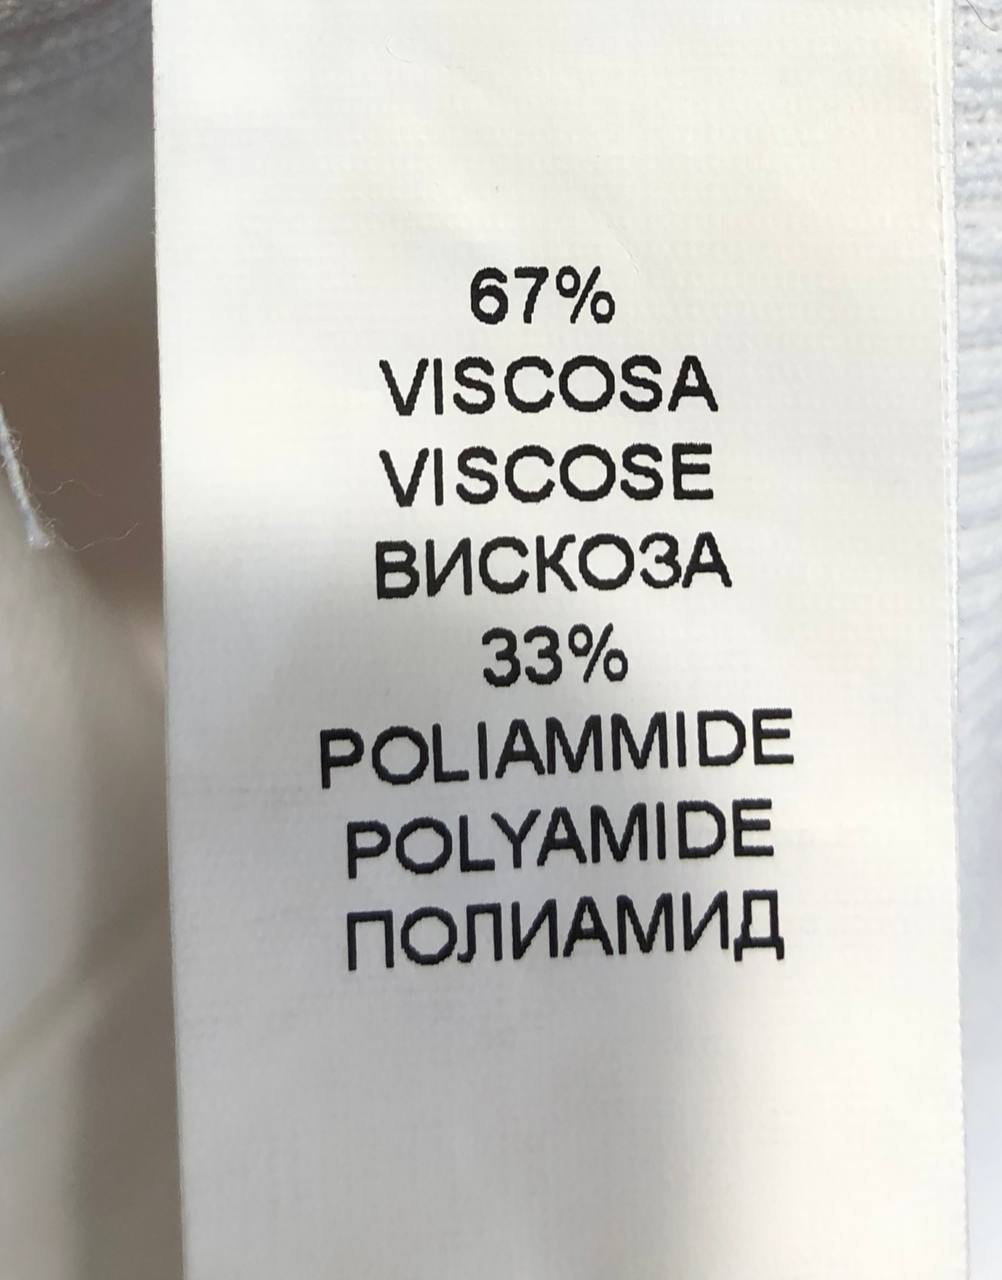 67%
VISCOSA
VISCOSE
ВИСКОЗА
33%
POLIAMMIDE
POLYAMIDE
ПОЛИАМИД